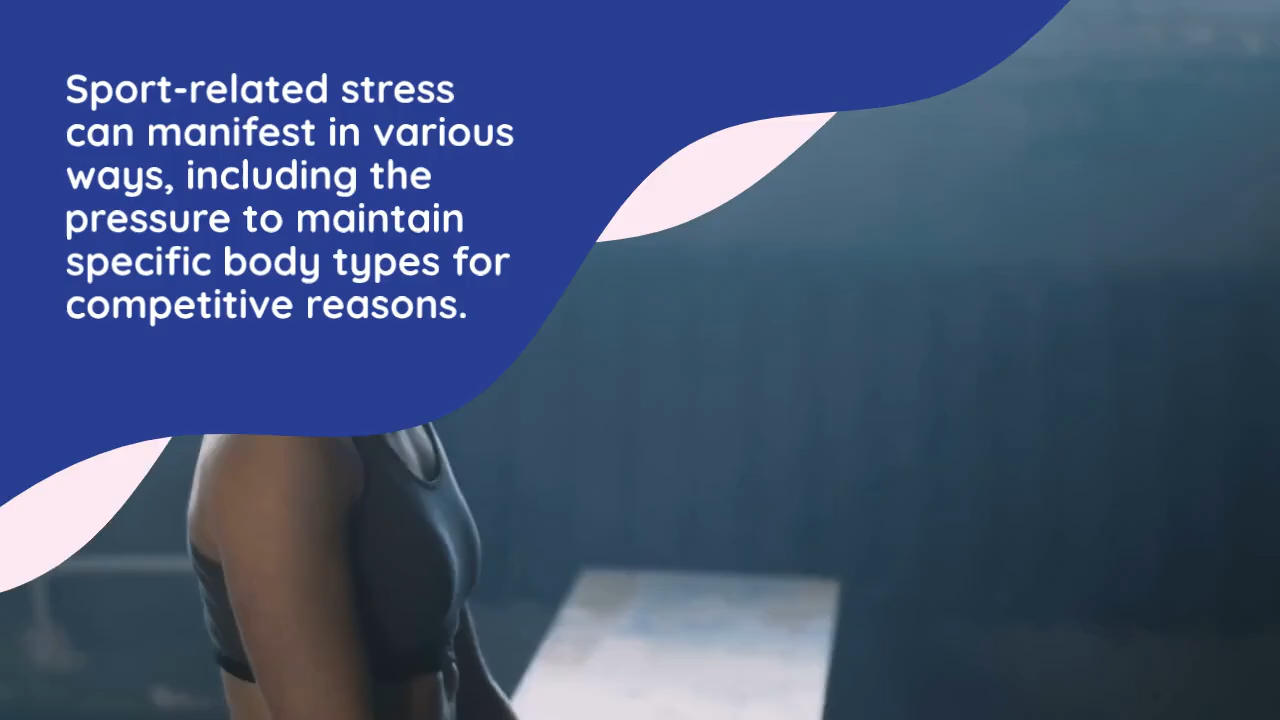 Sport-related stress
can manifest in various
ways, including the
pressure to maintain
specific body types for
competitive reasons.